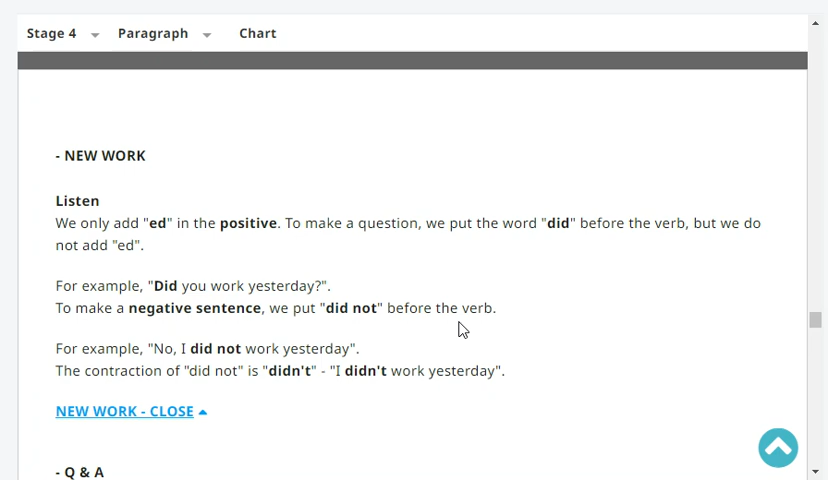 Stage 4 Paragraph Chart
- NEW WORK
Listen
We only add "ed" in the positive. To make a question, we put the word "did" before the verb, but we do
not add "ed".
For example, "Did you work yesterday?".
To make a negative sentence, we put "did not" before the verb.
For example, "No, I did not work yesterday".
The contraction of "did not" is "didn't" - "I didn't work yesterday".
NEW WORK - CLOSE
- Q & A